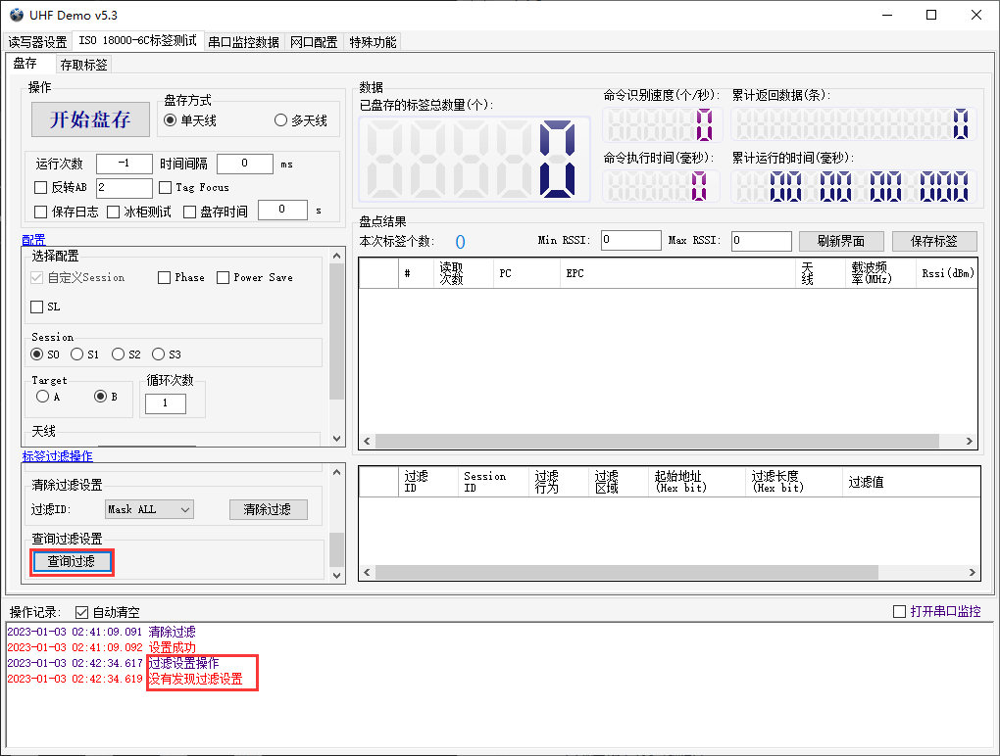 UHF Demo v5.3
读写器设置 ISO 18000-6C标签测试 串口监控数据 网口配置 特殊功能
盘存 存取标签
操作
开始盘存
盘存方式
单天线 多天线
运行次数 -1 时间间隔 0 ms
反转AB 2 Tag Focus
保存日志 冰柜测试 盘存时间 0 s
配置
选择配置
自定义Session Phase Power Save
SL
Session
S0 S1 S2 S3
Target 循环次数
A B 1
天线
标签过滤操作
清除过滤设置
过滤ID: Mask ALL 清除过滤
查询过滤设置
查询过滤
数据
已盘存的标签总数量(个):
0
命令识别速度(个/秒): 累计返回数据(条):
0 0
命令执行时间(毫秒): 累计运行的时间(毫秒):
0 00 00 00 000
盘点结果
本次标签个数: 0 Min RSSI: 0 Max RSSI: 0 刷新界面 保存标签
# 读取次数 PC EPC 天线 载波频率(MHz) Rssi(dBm)
过滤ID Session ID 过滤行为 过滤区域 起始地址(Hex bit) 过滤长度(Hex bit) 过滤值
操作记录: 自动清空 打开串口监控
2023-01-03 02:41:09.091 清除过滤
2023-01-03 02:41:09.092 设置成功
2023-01-03 02:42:34.617 过滤设置操作
2023-01-03 02:42:34.619 没有发现过滤设置